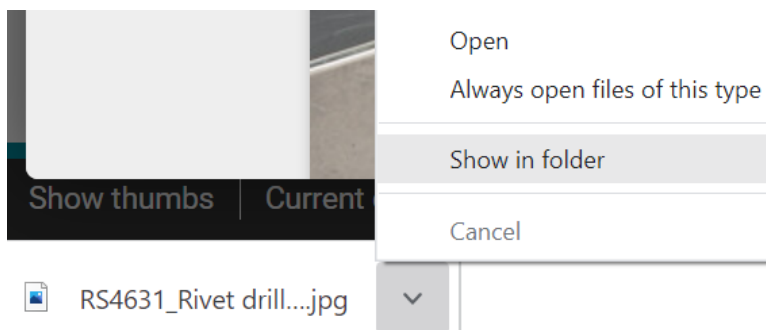 Open
Always open files of this type
Show in folder
Show thumbs
Current
Cancel
RS4631_Rivet drill....jpg